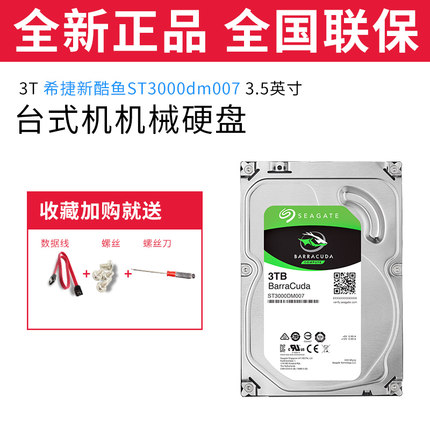 全新正品 全国联保
3T 希捷新酷鱼ST3000dm007 3.5英寸
台式机机械硬盘
收藏加购就送
数据线 螺丝 螺丝刀
+ +
SEAGATE
BARRACUDA
COMPUTE
3TB
BarraCuda
ST3000DM007